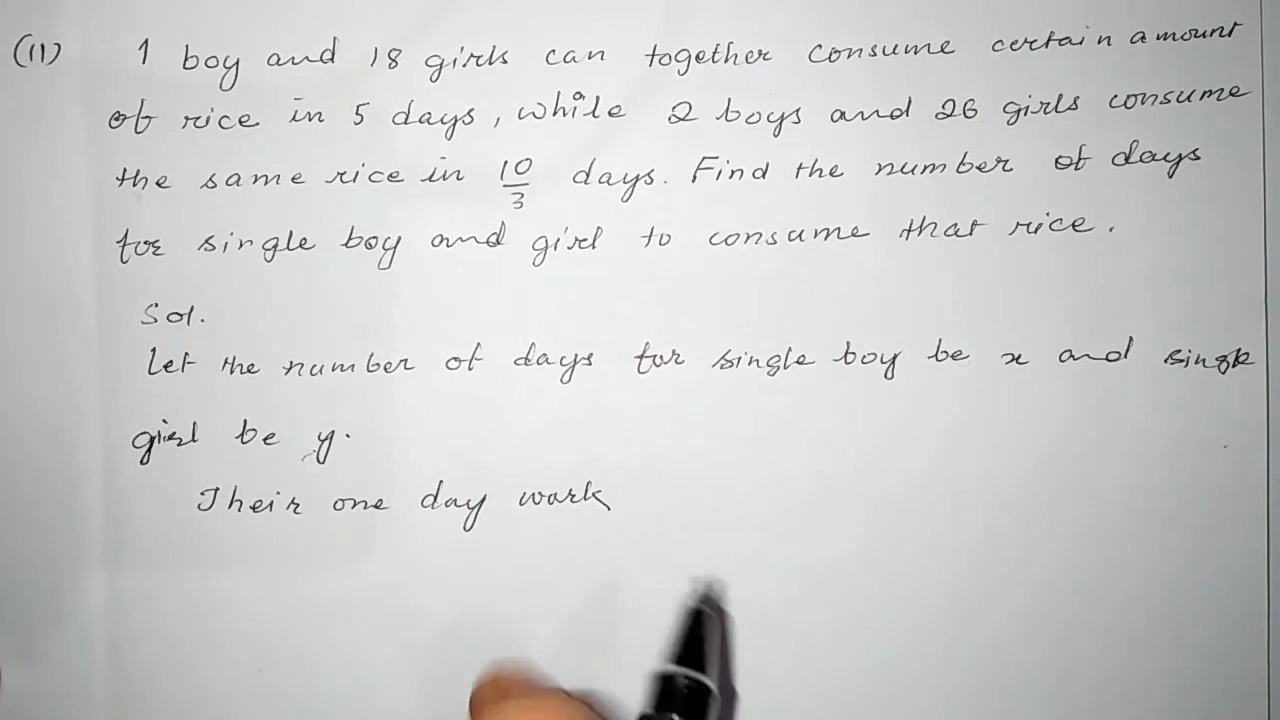 (11) 1 boy and 18 girls can together consume certain amount
of rice in 5 days, while 2 boys and 26 girls consume
the same rice in 10/3 days. Find the number of days
for single boy and girl to consume that rice.
Sol.
Let the number of days for single boy be x and single
girl be y.
Their one day work